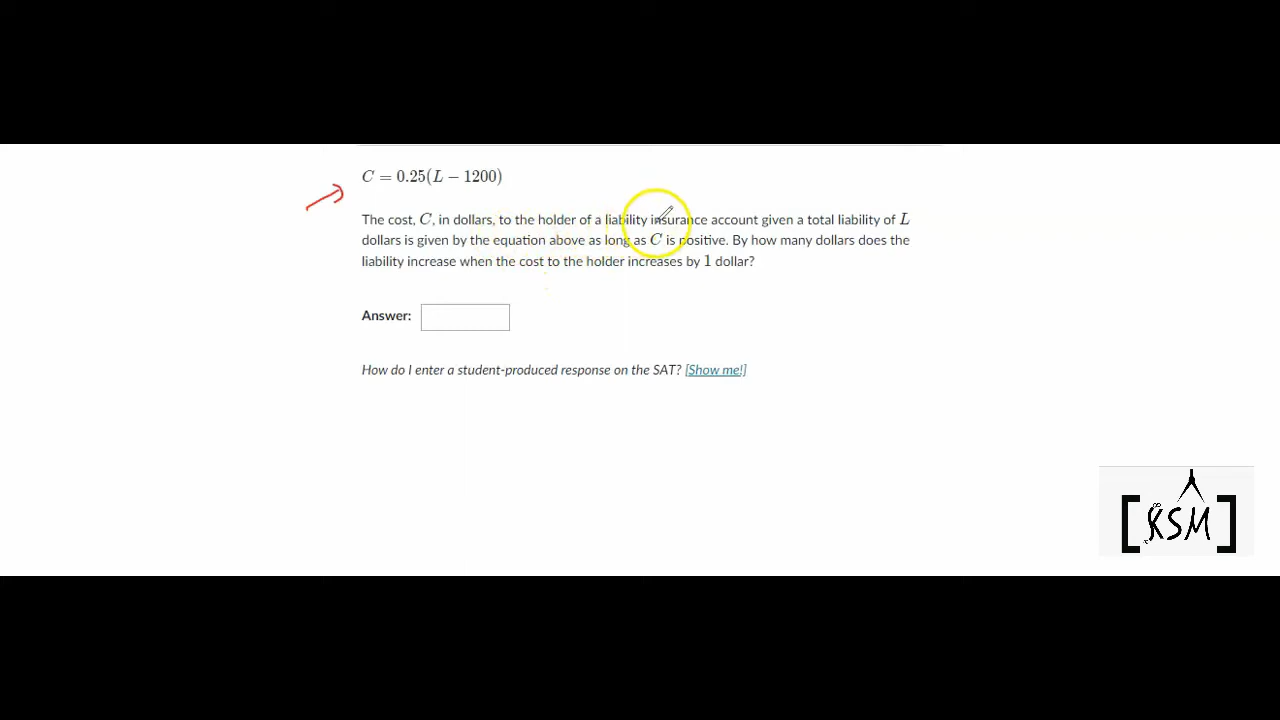 C = 0.25(L − 1200)
The cost, C, in dollars, to the holder of a liability insurance account given a total liability of L
dollars is given by the equation above as long as C is positive. By how many dollars does the
liability increase when the cost to the holder increases by 1 dollar?
Answer:
How do I enter a student-produced response on the SAT? [Show me!]
[KSM]